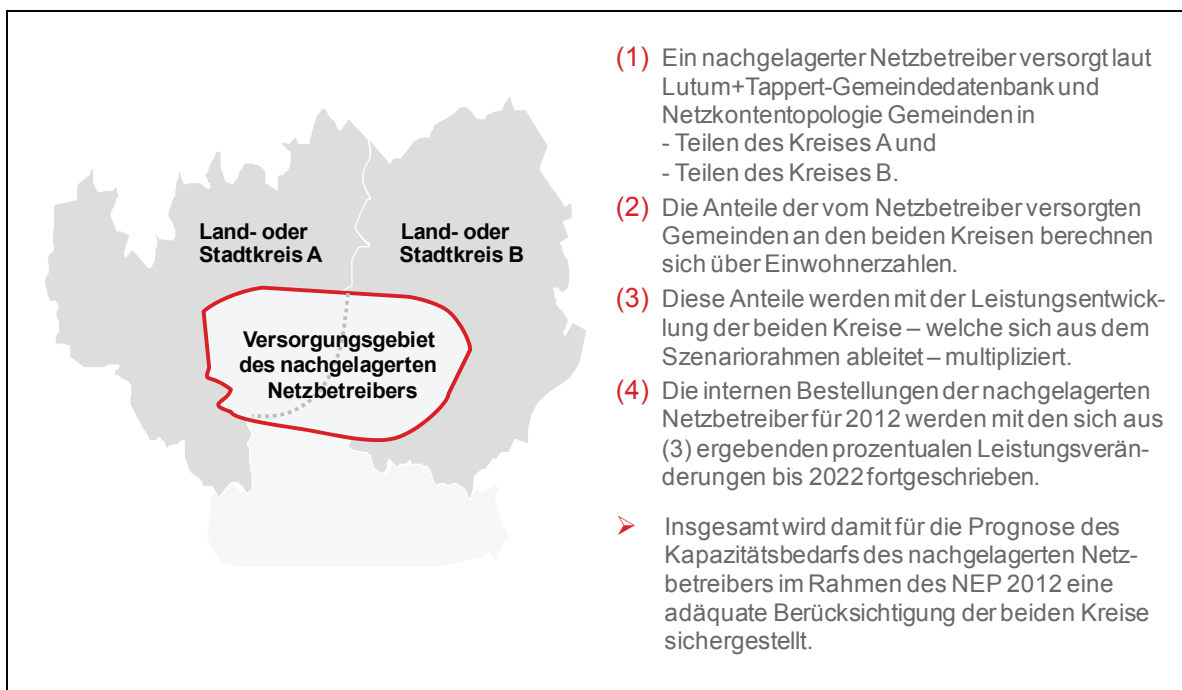 Land- oder
Stadtkreis A
Land- oder
Stadtkreis B
Versorgungsgebiet
des nachgelagerten
Netzbetreibers
(1) Ein nachgelagerter Netzbetreiber versorgt laut
Lutum+Tappert-Gemeindedatenbank und
Netzkontentopologie Gemeinden in
- Teilen des Kreises A und
- Teilen des Kreises B.
(2) Die Anteile der vom Netzbetreiber versorgten
Gemeinden an den beiden Kreisen berechnen
sich über Einwohnerzahlen.
(3) Diese Anteile werden mit der Leistungsentwick-
lung der beiden Kreise – welche sich aus dem
Szenariorahmen ableitet – multipliziert.
(4) Die internen Bestellungen der nachgelagerten
Netzbetreiber für 2012 werden mit den sich aus
(3) ergebenden prozentualen Leistungsverän-
derungen bis 2022 fortgeschrieben.
➢ Insgesamt wird damit für die Prognose des
Kapazitätsbedarfs des nachgelagerten Netz-
betreibers im Rahmen des NEP 2012 eine
adäquate Berücksichtigung der beiden Kreise
sichergestellt.